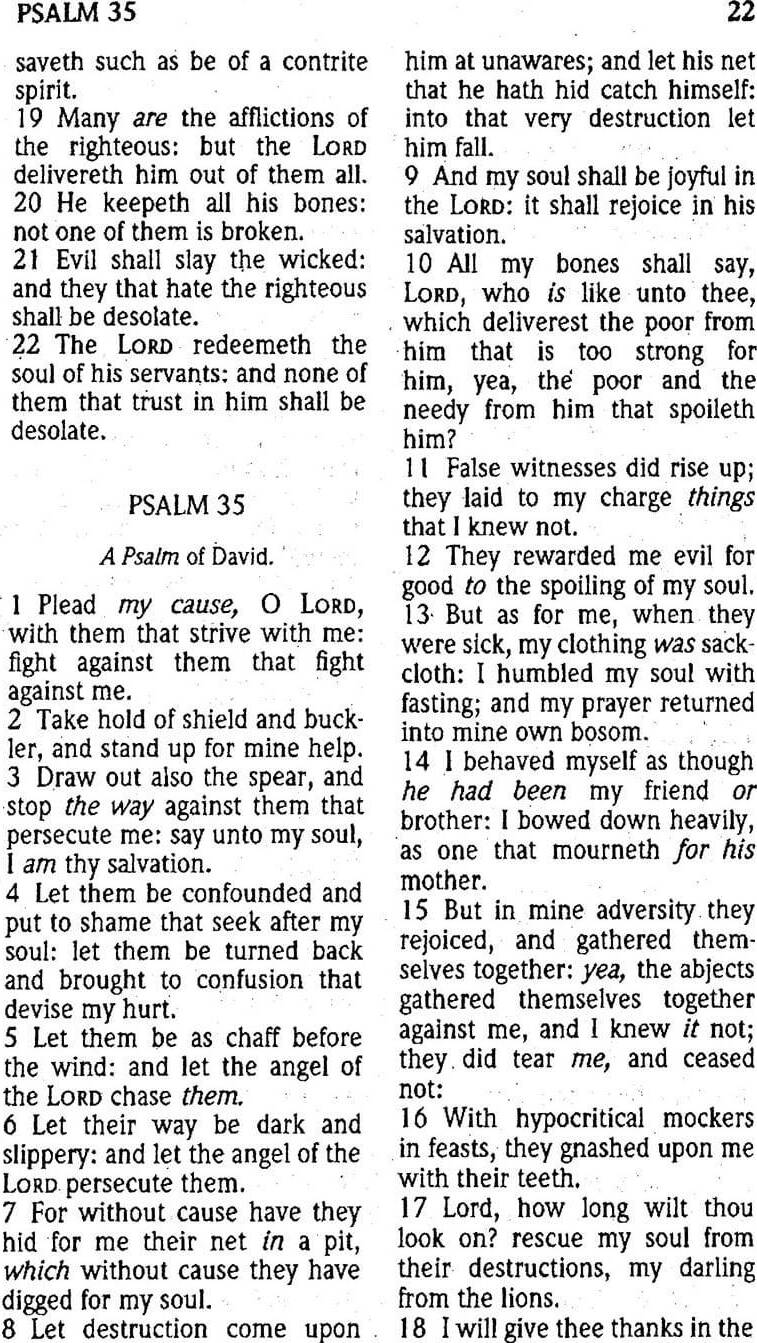 PSALM 35
22
saveth such as be of a contrite
spirit.
19 Many are the afflictions of
the righteous: but the LORD
delivereth him out of them all.
20 He keepeth all his bones:
not one of them is broken.
21 Evil shall slay the wicked:
and they that hate the righteous
shall be desolate.
22 The LORD redeemeth the
soul of his servants: and none of
them that trust in him shall be
desolate.
PSALM 35
A Psalm of David.
1 Plead my cause, O LORD,
with them that strive with me:
fight against them that fight
against me.
2 Take hold of shield and buck-
ler, and stand up for mine help.
3 Draw out also the spear, and
stop the way against them that
persecute me: say unto my soul,
I am thy salvation.
4 Let them be confounded and
put to shame that seek after my
soul: let them be turned back
and brought to confusion that
devise my hurt.
5 Let them be as chaff before
the wind: and let the angel of
the LORD chase them.
6 Let their way be dark and
slippery: and let the angel of the
LORD persecute them.
7 For without cause have they
hid for me their net in a pit,
which without cause they have
digged for my soul.
8 Let destruction come upon
him at unawares; and let his net
that he hath hid catch himself:
into that very destruction let
him fall.
9 And my soul shall be joyful in
the LORD: it shall rejoice in his
salvation.
10 All my bones shall say,
LORD, who is like unto thee,
which deliverest the poor from
him that is too strong for
him, yea, the poor and the
needy from him that spoileth
him?
11 False witnesses did rise up;
they laid to my charge things
that I knew not.
12 They rewarded me evil for
good to the spoiling of my soul.
13 But as for me, when they
were sick, my clothing was sack-
cloth: I humbled my soul with
fasting; and my prayer returned
into mine own bosom.
14 I behaved myself as though
he had been my friend or
brother: I bowed down heavily,
as one that mourneth for his
mother.
15 But in mine adversity they
rejoiced, and gathered them-
selves together: yea, the abjects
gathered themselves together
against me, and I knew it not;
they did tear me, and ceased
not:
16 With hypocritical mockers
in feasts, they gnashed upon me
with their teeth.
17 Lord, how long wilt thou
look on? rescue my soul from
their destructions, my darling
from the lions.
18 I will give thee thanks in the